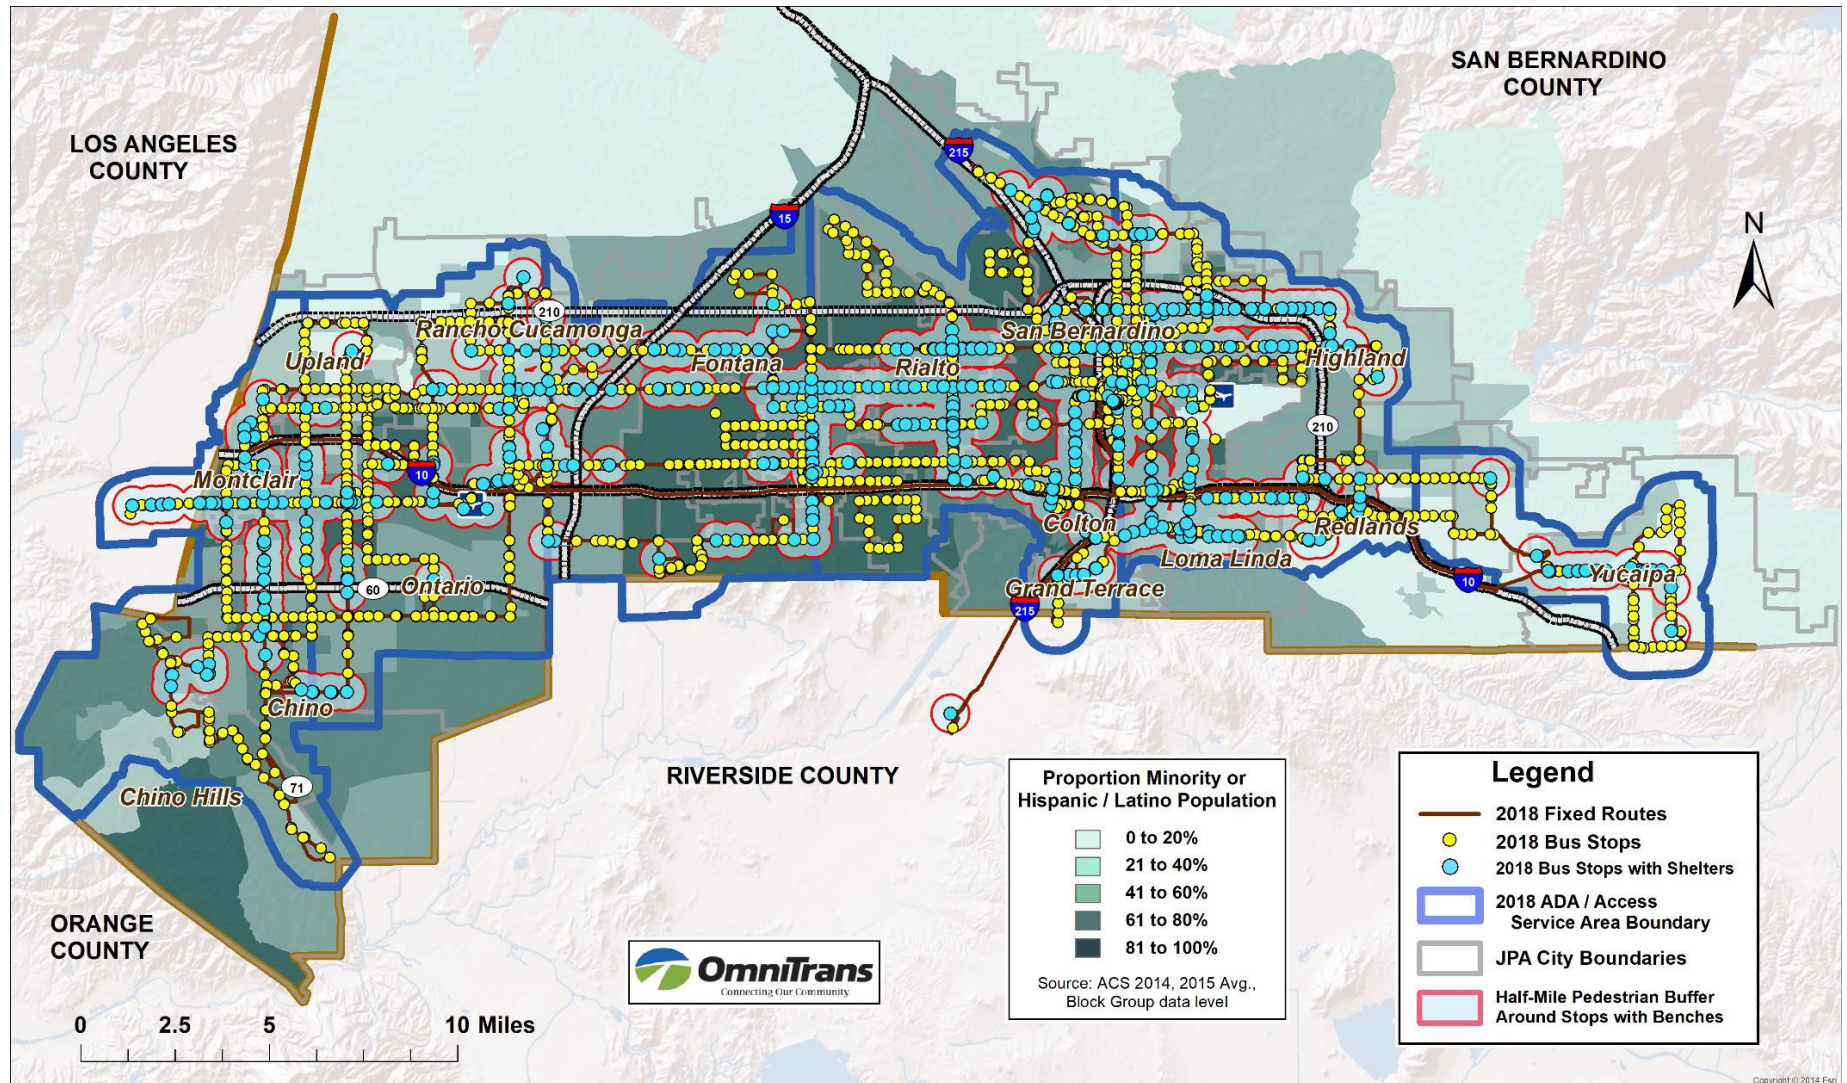 SAN BERNARDINO
COUNTY
LOS ANGELES
COUNTY
N
215
15
210
Rancho Cucamonga
San Bernardino
Upland
Fontana
Rialto
Highland
210
Montclair
10
Colton
Redlands
Loma Linda
Ontario
60
Grand Terrace
215
10
Yucaipa
Chino
71
Chino Hills
RIVERSIDE COUNTY
ORANGE
COUNTY
0 2.5 5 10 Miles
OmniTrans
Connecting Our Community.
Proportion Minority or
Hispanic / Latino Population
0 to 20%
21 to 40%
41 to 60%
61 to 80%
81 to 100%
Source: ACS 2014, 2015 Avg.,
Block Group data level
Legend
2018 Fixed Routes
2018 Bus Stops
2018 Bus Stops with Shelters
2018 ADA / Access
Service Area Boundary
JPA City Boundaries
Half-Mile Pedestrian Buffer
Around Stops with Benches
Copyright:© 2014 Esri